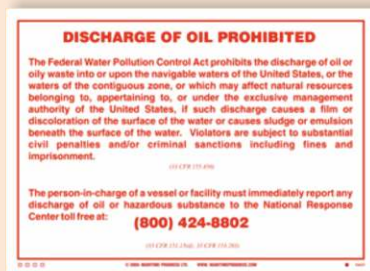 DISCHARGE OF OIL PROHIBITED
The Federal Water Pollution Control Act prohibits the discharge of oil or
oily waste into or upon the navigable waters of the United States, or the
waters of the contiguous zone, or which may affect natural resources
belonging to, appertaining to, or under the exclusive management
authority of the United States, if such discharge causes a film or
discoloration of the surface of the water or causes sludge or emulsion
beneath the surface of the water. Violators are subject to substantial
civil penalties and/or criminal sanctions including fines and
imprisonment.
(33 CFR 155.450)
The person-in-charge of a vessel or facility must immediately report any
discharge of oil or hazardous substance to the National Response
Center toll free at:
(800) 424-8802